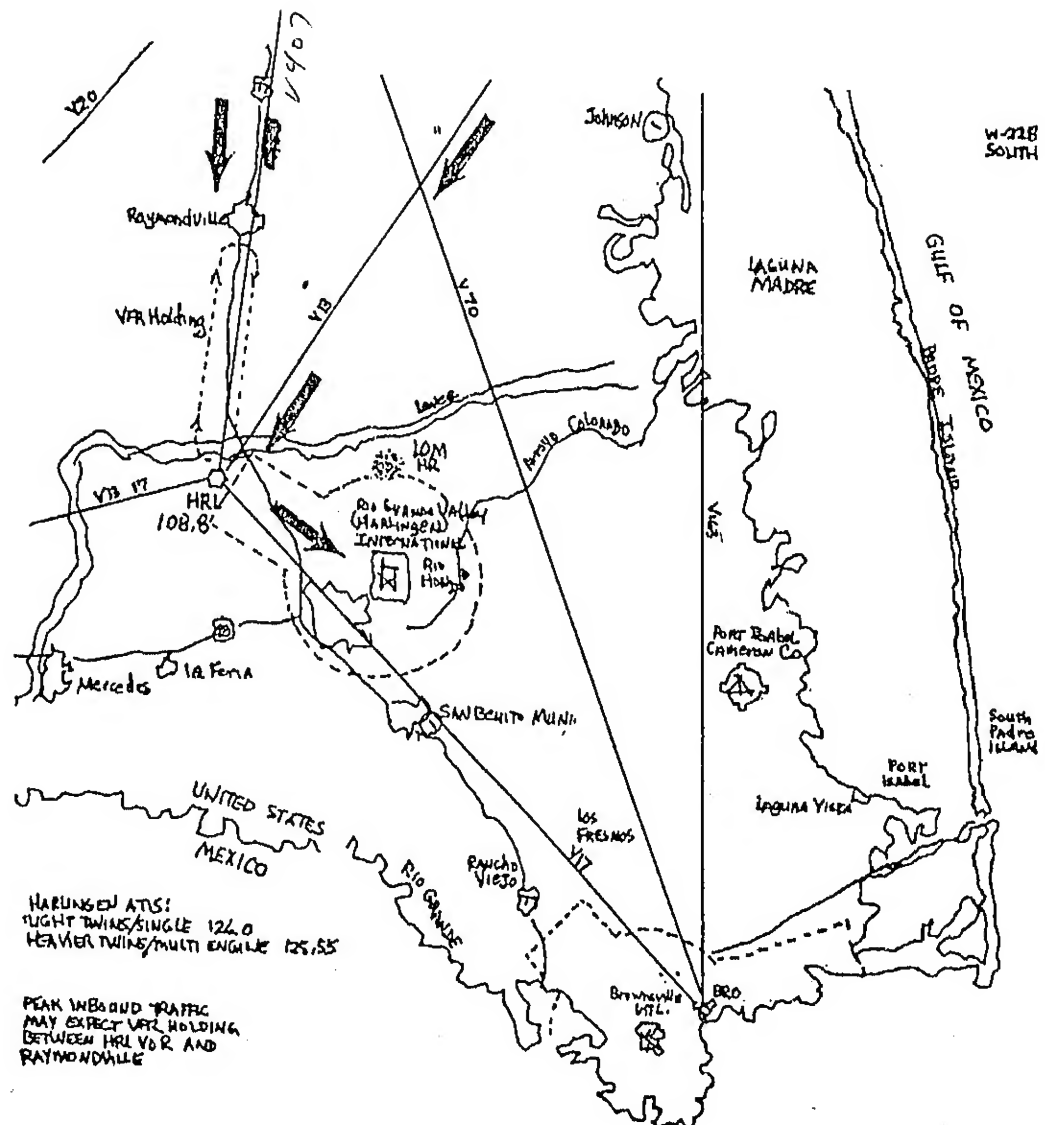 V407
V20
JOHNSON
W-228
SOUTH
Raymondville
LAGUNA
MADRE
GULF OF MEXICO
PADRE ISLAND
VFR Holding
V13
V70
ARROYO COLORADO
LOM
HR
V13 17
HRL
108.8
RIO GRANDE VALLEY
(HARLINGEN)
INTERNATIONAL
RIO
V163
PORT ISABEL
CAMERON CO
Mercedes
La Feria
SAN BENITO MUNI
South
Padre
ISLAND
PORT
ISABEL
LAGUNA VISTA
UNITED STATES
MEXICO
LOS
FRESNOS
V17
RANCHO
VIEJO
RIO GRANDE
HARLINGEN ATIS:
LIGHT TWINS/SINGLE 124.0
HEAVIER TWINS/MULTI ENGINE 125.55
BRO
Brownsville
INTL.
PEAK INBOUND TRAFFIC
MAY EXPECT VFR HOLDING
BETWEEN HRL VOR AND
RAYMONDVILLE